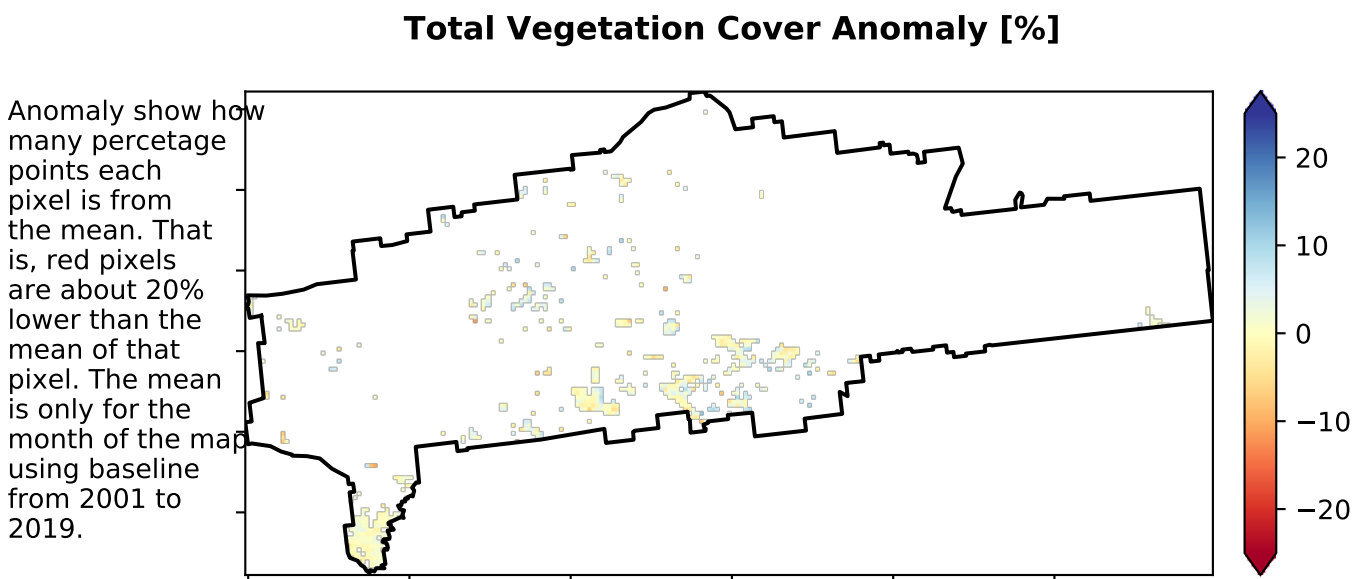 Total Vegetation Cover Anomaly [%]
Anomaly show how
many percetage
points each
pixel is from
the mean. That
is, red pixels
are about 20%
lower than the
mean of that
pixel. The mean
is only for the
month of the map
using baseline
from 2001 to
2019.
20
10
0
−10
−20